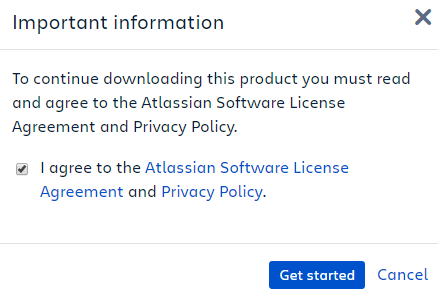 Important information
To continue downloading this product you must read
and agree to the Atlassian Software License
Agreement and Privacy Policy.
I agree to the Atlassian Software License
Agreement and Privacy Policy.
Get started Cancel